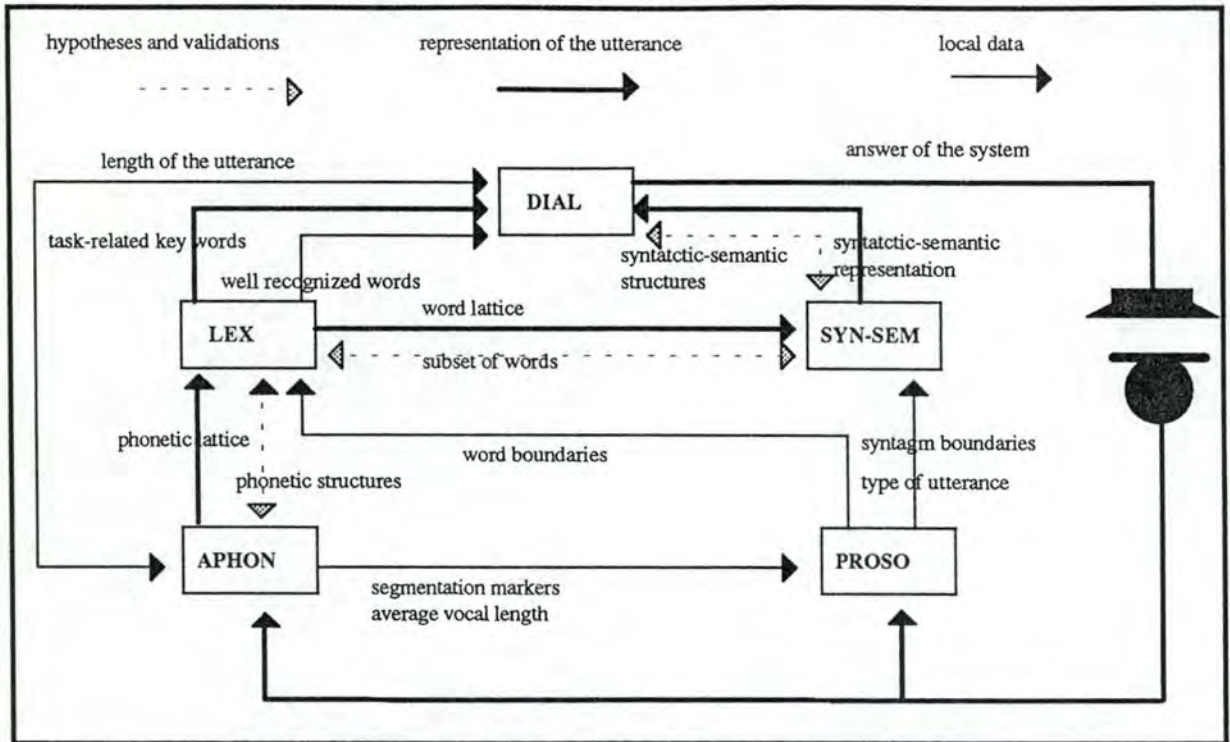 hypotheses and validations
representation of the utterance
local data
length of the utterance
answer of the system
DIAL
task-related key words
syntatctic-semantic
structures
syntatctic-semantic
representation
well recognized words
word lattice
LEX
SYN-SEM
subset of words
phonetic lattice
word boundaries
syntagm boundaries
phonetic structures
type of utterance
APHON
PROSO
segmentation markers
average vocal length